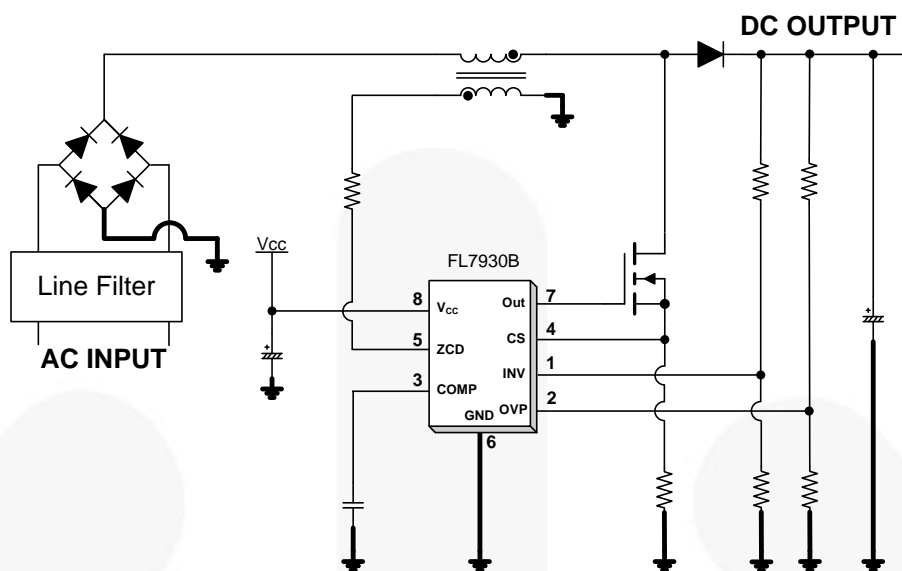 DC OUTPUT
Vcc
FL7930B
Line Filter
AC INPUT
8 VCC Out 7
5 ZCD CS 4
3 COMP INV 1
GND OVP 2
6
+
+